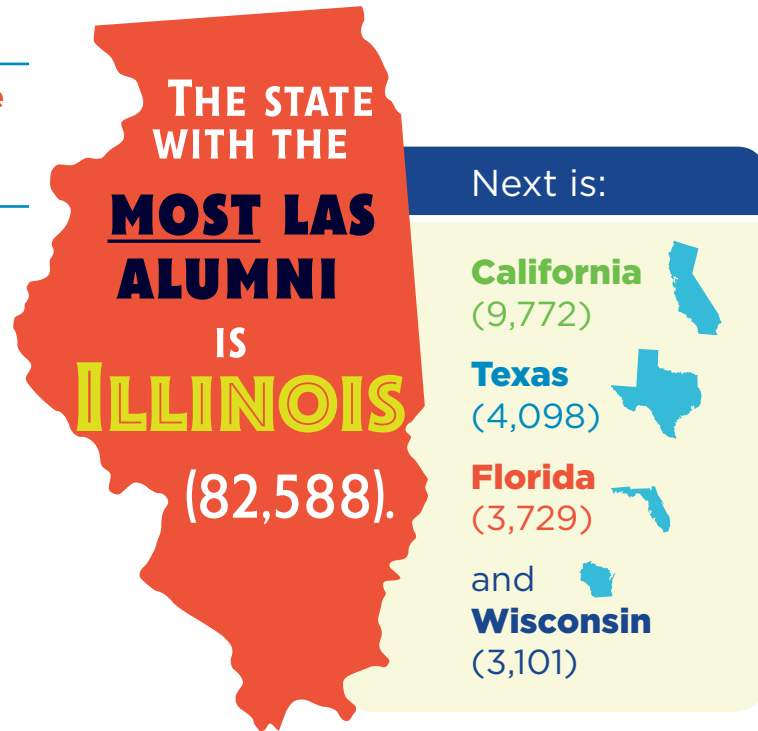 THE STATE
WITH THE
MOST LAS
ALUMNI
IS
ILLINOIS
(82,588).
Next is:
California
(9,772)
Texas
(4,098)
Florida
(3,729)
and
Wisconsin
(3,101)